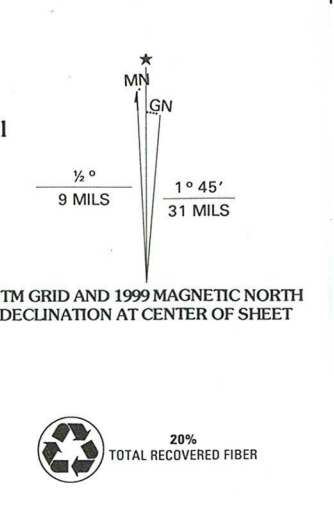 MN
GN
l
½ °
9 MILS
1° 45′
31 MILS
TM GRID AND 1999 MAGNETIC NORTH
DECLINATION AT CENTER OF SHEET
20%
TOTAL RECOVERED FIBER